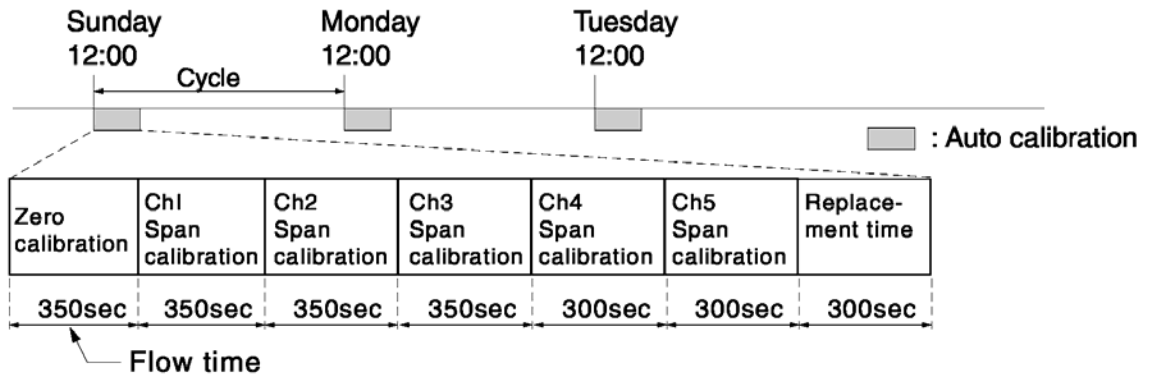 Sunday
12:00
Monday
12:00
Tuesday
12:00
Cycle
: Auto calibration
Zero
calibration
Ch1
Span
calibration
Ch2
Span
calibration
Ch3
Span
calibration
Ch4
Span
calibration
Ch5
Span
calibration
Replace-
ment time
350sec
350sec
350sec
350sec
300sec
300sec
300sec
Flow time